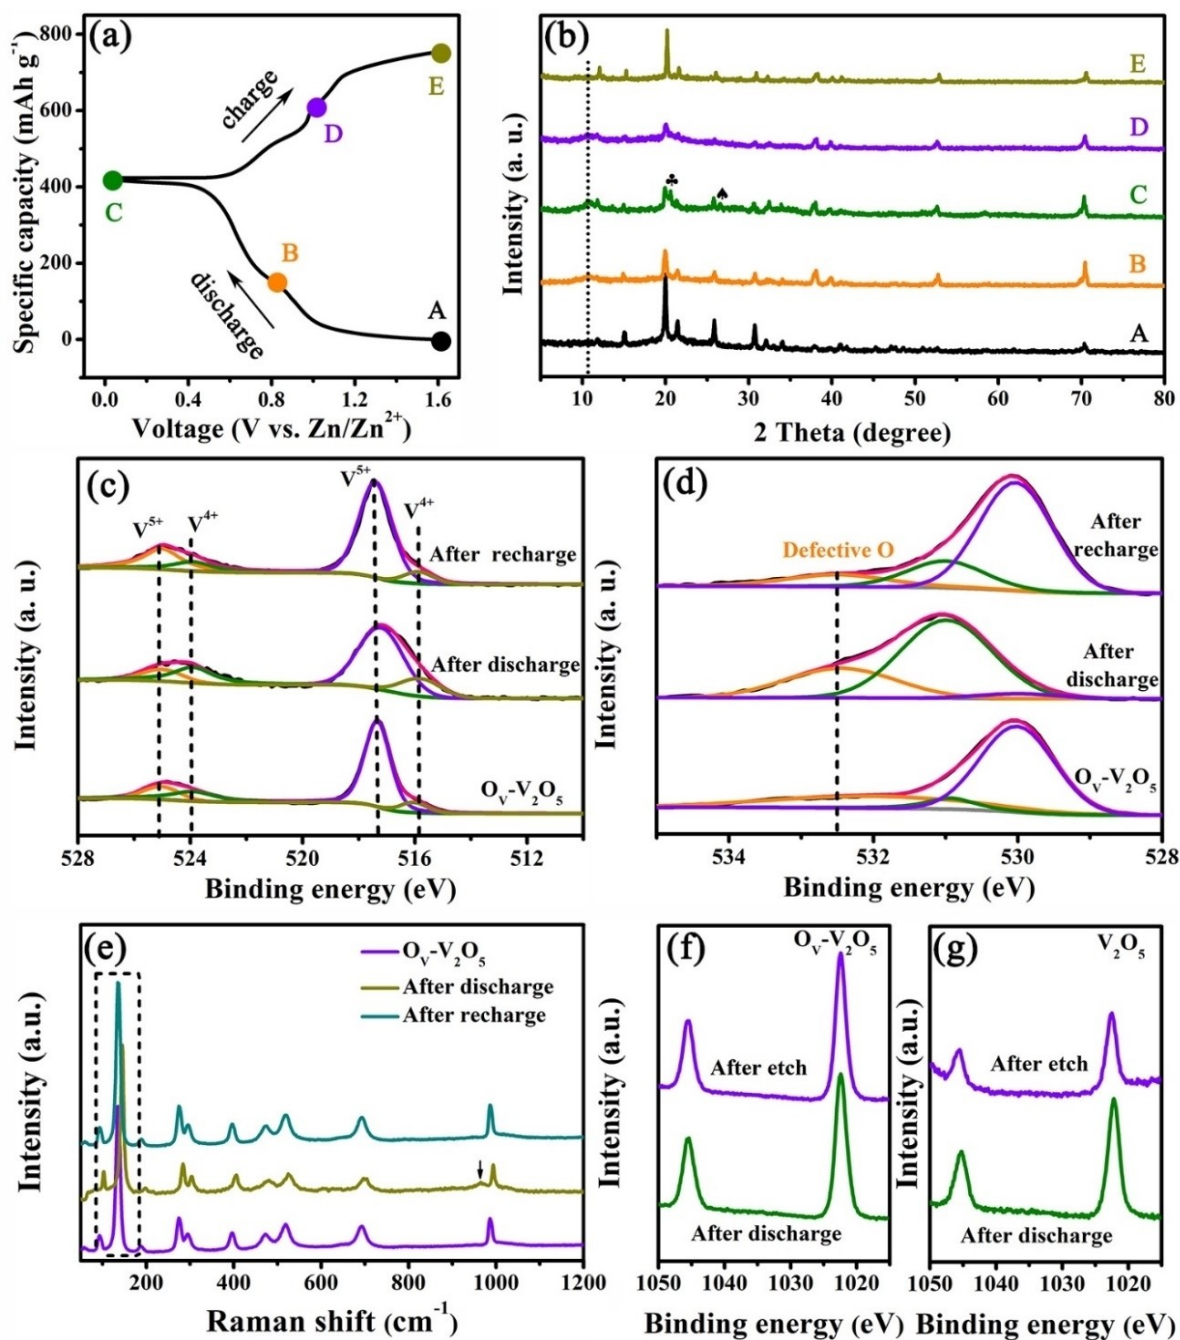 (a)
Specific capacity (mAh g⁻¹)
800
600
400
200
0
charge
discharge
A
B
C
D
E
0.0 0.4 0.8 1.2 1.6
Voltage (V vs. Zn/Zn²⁺)
(b)
Intensity (a. u.)
E
D
♣ ♠
C
B
A
10 20 30 40 50 60 70 80
2 Theta (degree)
(c)
Intensity (a. u.)
V⁵⁺ V⁴⁺ V⁵⁺ V⁴⁺
After recharge
After discharge
Oᵥ-V₂O₅
528 524 520 516 512
Binding energy (eV)
(d)
Intensity (a. u.)
Defective O
After
recharge
After
discharge
Oᵥ-V₂O₅
534 532 530 528
Binding energy (eV)
(e)
Intensity (a.u.)
Oᵥ-V₂O₅
After discharge
After recharge
200 400 600 800 1000 1200
Raman shift (cm⁻¹)
(f)
Intensity (a.u.)
Oᵥ-V₂O₅
After etch
After discharge
1050 1040 1030 1020
Binding energy (eV)
(g)
Intensity (a.u.)
V₂O₅
After etch
After discharge
1050 1040 1030 1020
Binding energy (eV)